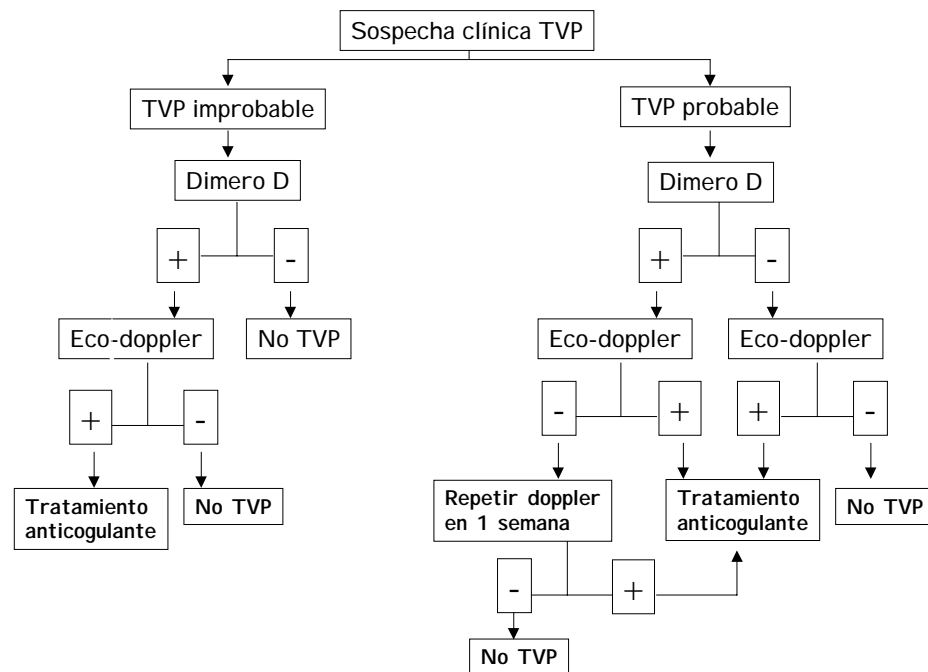 Sospecha clínica TVP
TVP improbable
TVP probable
Dimero D
Dimero D
+
-
+
-
Eco-doppler
No TVP
Eco-doppler
Eco-doppler
+
-
-
+
+
-
Tratamiento
anticogulante
No TVP
Repetir doppler
en 1 semana
Tratamiento
anticogulante
No TVP
-
+
No TVP